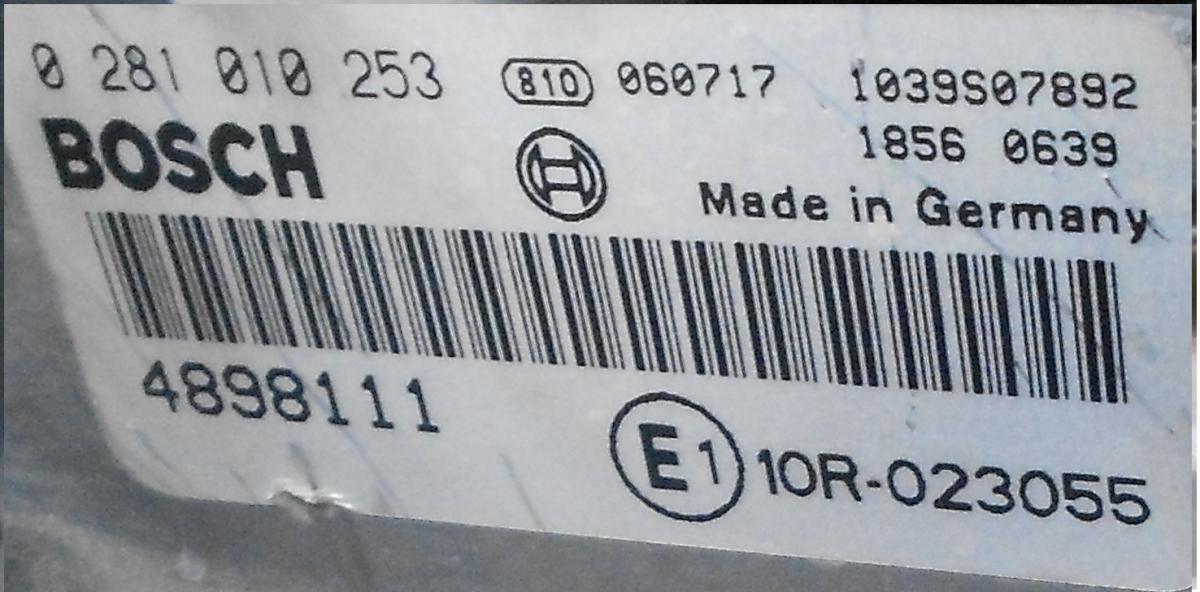 0 281 010 253 810 060717 1039S07892
1856 0639
BOSCH
Made in Germany
4898111
E1 10R-023055